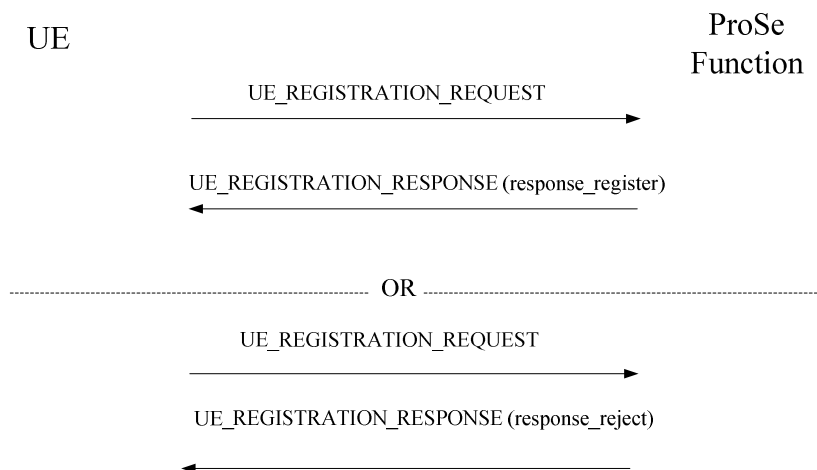 UE
ProSe
Function
UE_REGISTRATION_REQUEST
UE_REGISTRATION_RESPONSE (response_register)
OR
UE_REGISTRATION_REQUEST
UE_REGISTRATION_RESPONSE (response_reject)